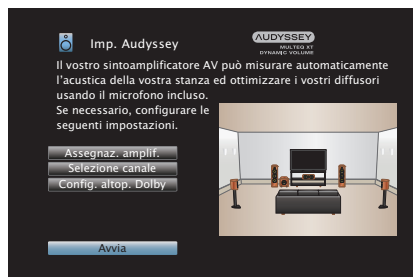 Imp. Audyssey
AUDYSSEY
MULTEQ XT
DYNAMIC VOLUME
Il vostro sintoamplificatore AV può misurare automaticamente
l'acustica della vostra stanza ed ottimizzare i vostri diffusori
usando il microfono incluso.
Se necessario, configurare le
seguenti impostazioni.
Assegnaz. amplif.
Selezione canale
Config. altop. Dolby
Avvia